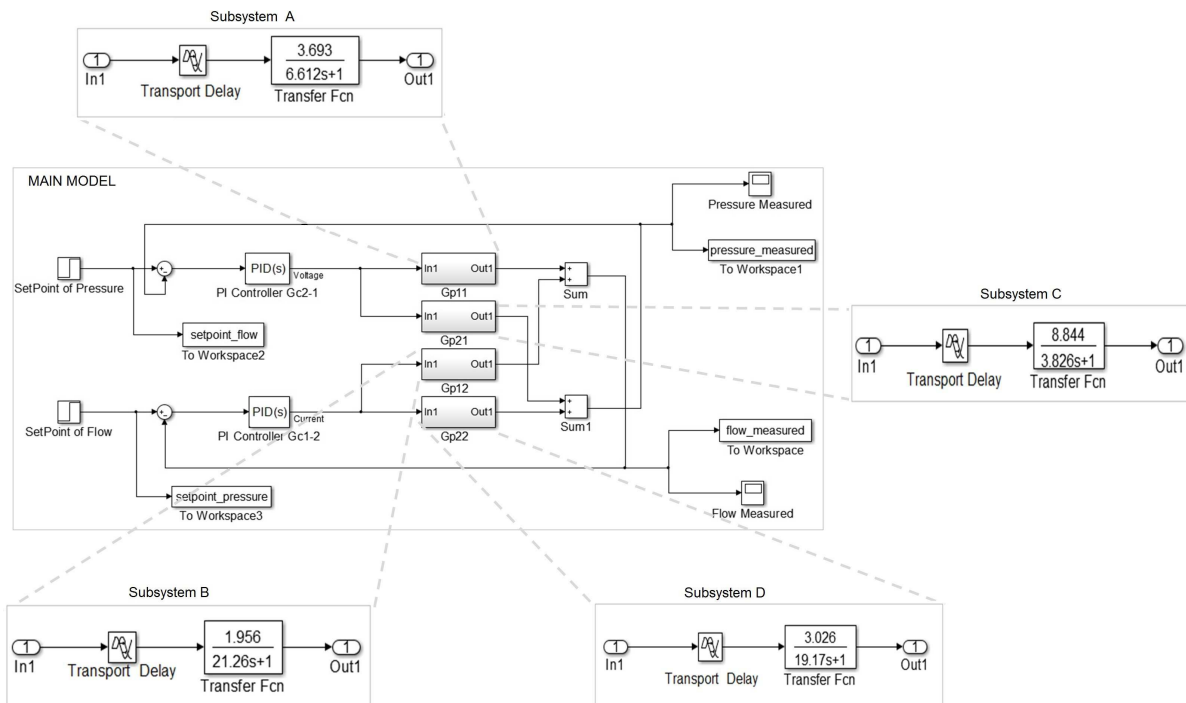 Subsystem A
1
In1
Transport Delay
3.693
6.612s+1
Transfer Fcn
1
Out1
MAIN MODEL
Pressure Measured
pressure_measured
To Workspace1
SetPoint of Pressure
PID(s)
Voltage
PI Controller Gc2-1
In1 Out1
Gp11
Sum
setpoint_flow
To Workspace2
In1 Out1
Gp21
In1 Out1
Gp12
SetPoint of Flow
PID(s)
Current
PI Controller Gc1-2
In1 Out1
Gp22
Sum1
flow_measured
To Workspace
setpoint_pressure
To Workspace3
Flow Measured
Subsystem C
1
In1
Transport Delay
8.844
3.826s+1
Transfer Fcn
1
Out1
Subsystem B
1
In1
Transport Delay
1.956
21.26s+1
Transfer Fcn
1
Out1
Subsystem D
1
In1
Transport Delay
3.026
19.17s+1
Transfer Fcn
1
Out1